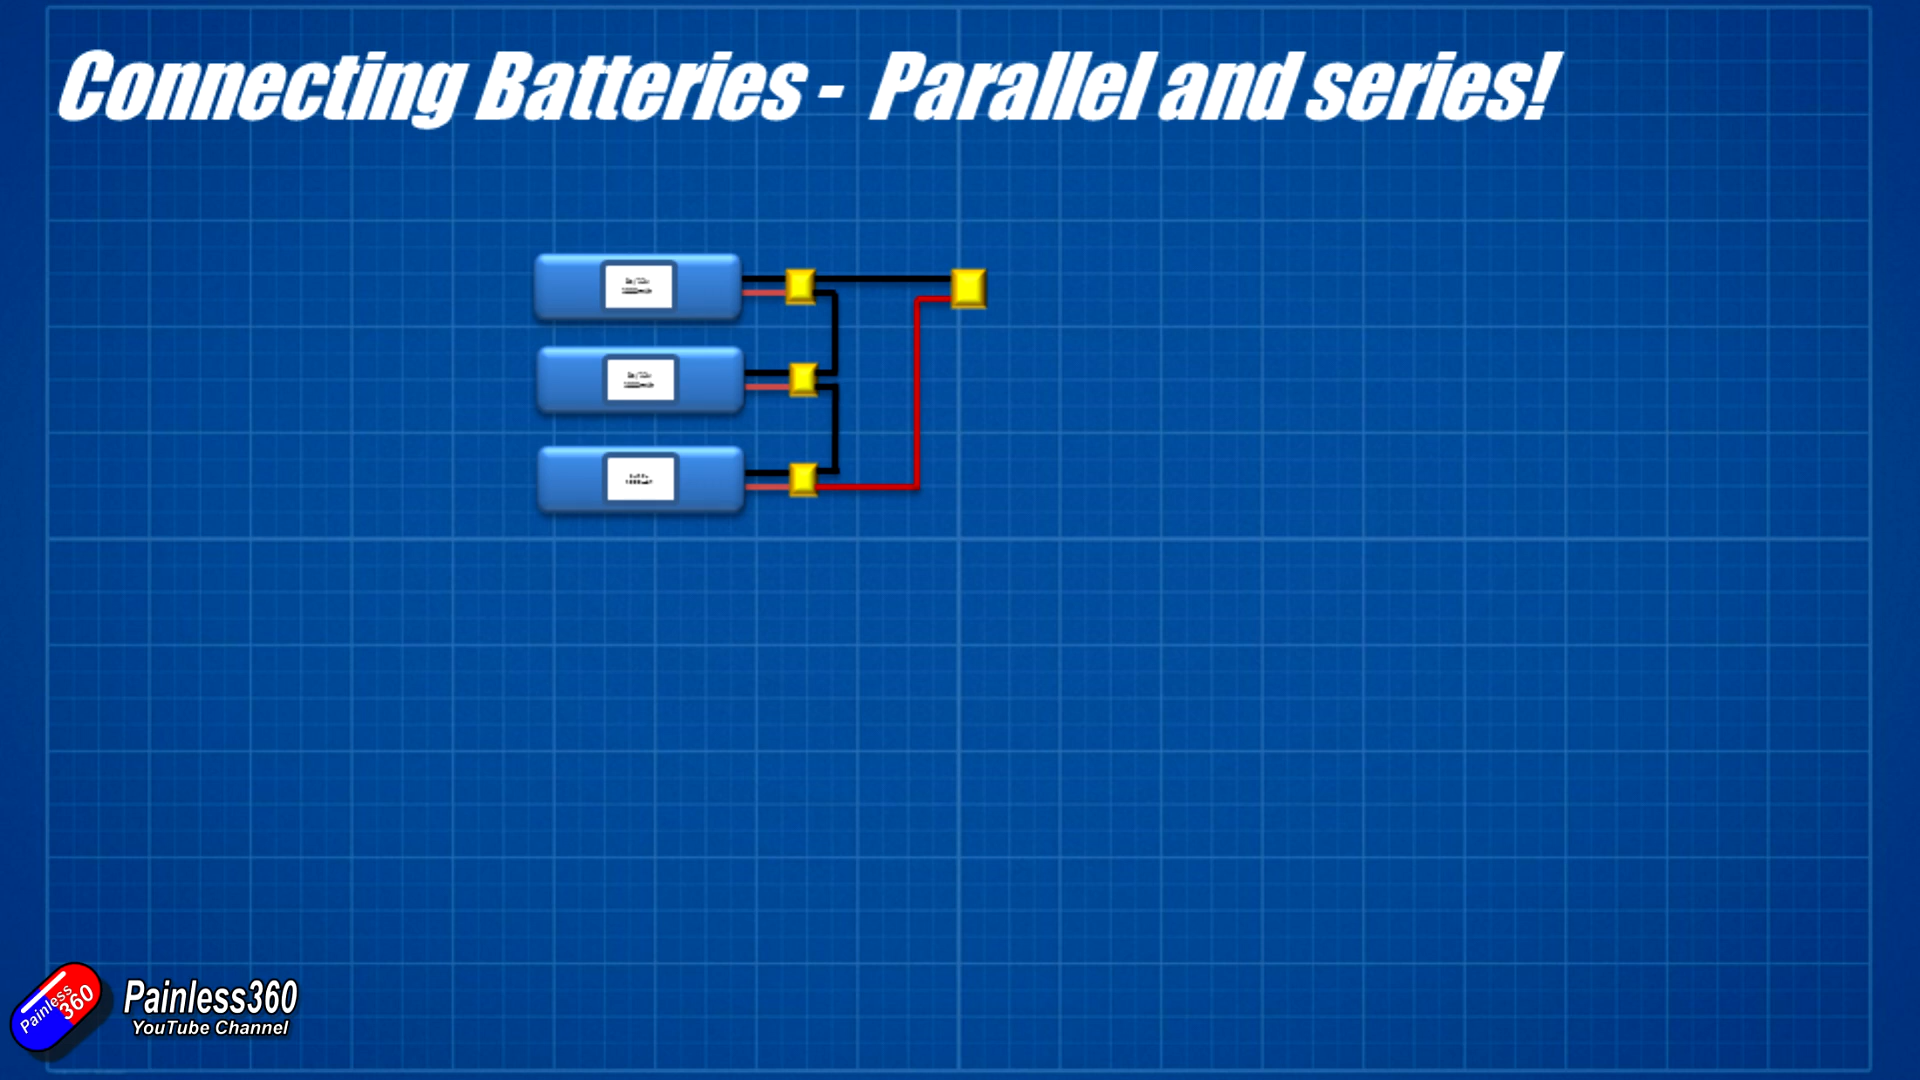 Connecting Batteries - Parallel and series!
Painless
360
Painless360
YouTube Channel